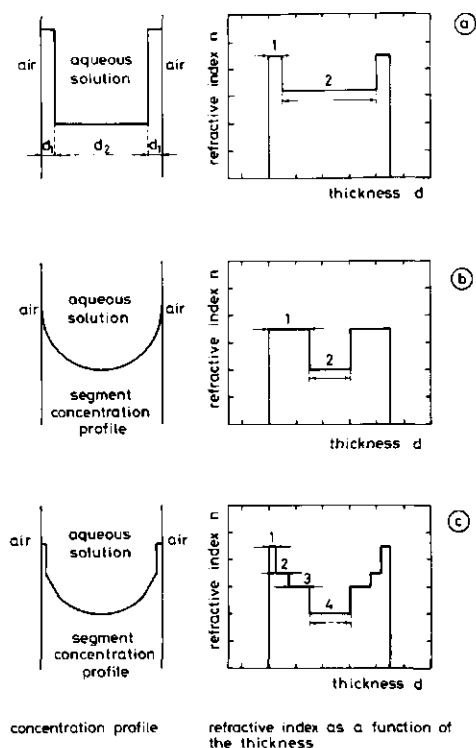 air
aqueous
solution
air
d₁
d₂
d₁
refractive index n
1
2
thickness d
a
air
aqueous
solution
air
segment
concentration
profile
refractive index n
1
2
thickness d
b
air
aqueous
solution
air
segment
concentration
profile
refractive index n
1
2
3
4
thickness d
c
concentration profile
refractive index as a function of
the thickness